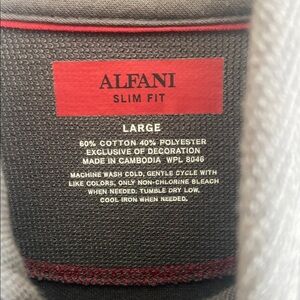 ALFANI
SLIM FIT
LARGE
60% COTTON 40% POLYESTER
EXCLUSIVE OF DECORATION
MADE IN CAMBODIA WPL 8046
MACHINE WASH COLD, GENTLE CYCLE WITH
LIKE COLORS, ONLY NON-CHLORINE BLEACH
WHEN NEEDED. TUMBLE DRY LOW,
COOL IRON WHEN NEEDED.